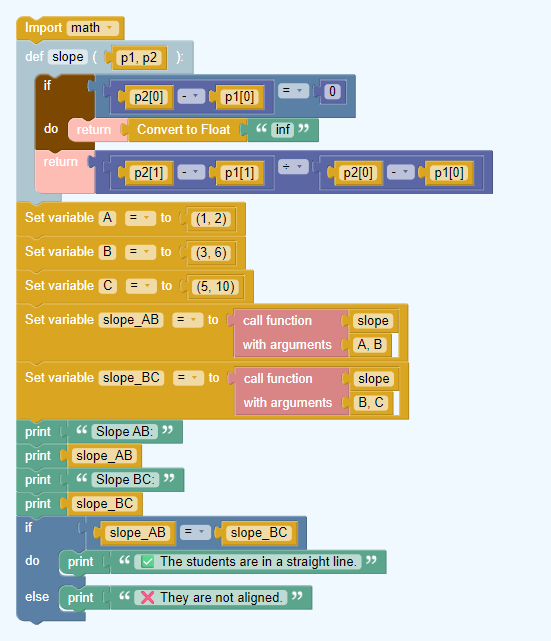 Import math
def slope ( p1, p2 ):
if p2[0] - p1[0] = 0
do return Convert to Float “ inf ”
return p2[1] - p1[1] ÷ p2[0] - p1[0]
Set variable A = to (1, 2)
Set variable B = to (3, 6)
Set variable C = to (5, 10)
Set variable slope_AB = to call function slope
with arguments A, B
Set variable slope_BC = to call function slope
with arguments B, C
print “ Slope AB: ”
print slope_AB
print “ Slope BC: ”
print slope_BC
if slope_AB = slope_BC
do print “ ✅ The students are in a straight line. ”
else print “ ❌ They are not aligned. ”